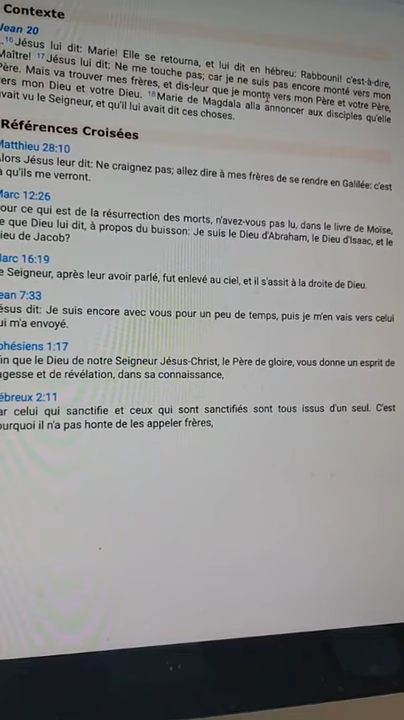 Contexte
Jean 20
…16Jésus lui dit: Marie! Elle se retourna, et lui dit en hébreu: Rabbouni! c'est-à-dire,
Maître! 17Jésus lui dit: Ne me touche pas; car je ne suis pas encore monté vers mon
Père. Mais va trouver mes frères, et dis-leur que je monte vers mon Père et votre Père,
vers mon Dieu et votre Dieu. 18Marie de Magdala alla annoncer aux disciples qu'elle
avait vu le Seigneur, et qu'il lui avait dit ces choses.
Références Croisées
Matthieu 28:10
Alors Jésus leur dit: Ne craignez pas; allez dire à mes frères de se rendre en Galilée: c'est
à qu'ils me verront.
Marc 12:26
our ce qui est de la résurrection des morts, n'avez-vous pas lu, dans le livre de Moïse,
e que Dieu lui dit, à propos du buisson: Je suis le Dieu d'Abraham, le Dieu d'Isaac, et le
ieu de Jacob?
Marc 16:19
e Seigneur, après leur avoir parlé, fut enlevé au ciel, et il s'assit à la droite de Dieu.
ean 7:33
ésus dit: Je suis encore avec vous pour un peu de temps, puis je m'en vais vers celui
ui m'a envoyé.
phésiens 1:17
in que le Dieu de notre Seigneur Jésus-Christ, le Père de gloire, vous donne un esprit de
agesse et de révélation, dans sa connaissance,
ébreux 2:11
ar celui qui sanctifie et ceux qui sont sanctifiés sont tous issus d'un seul. C'est
ourquoi il n'a pas honte de les appeler frères,